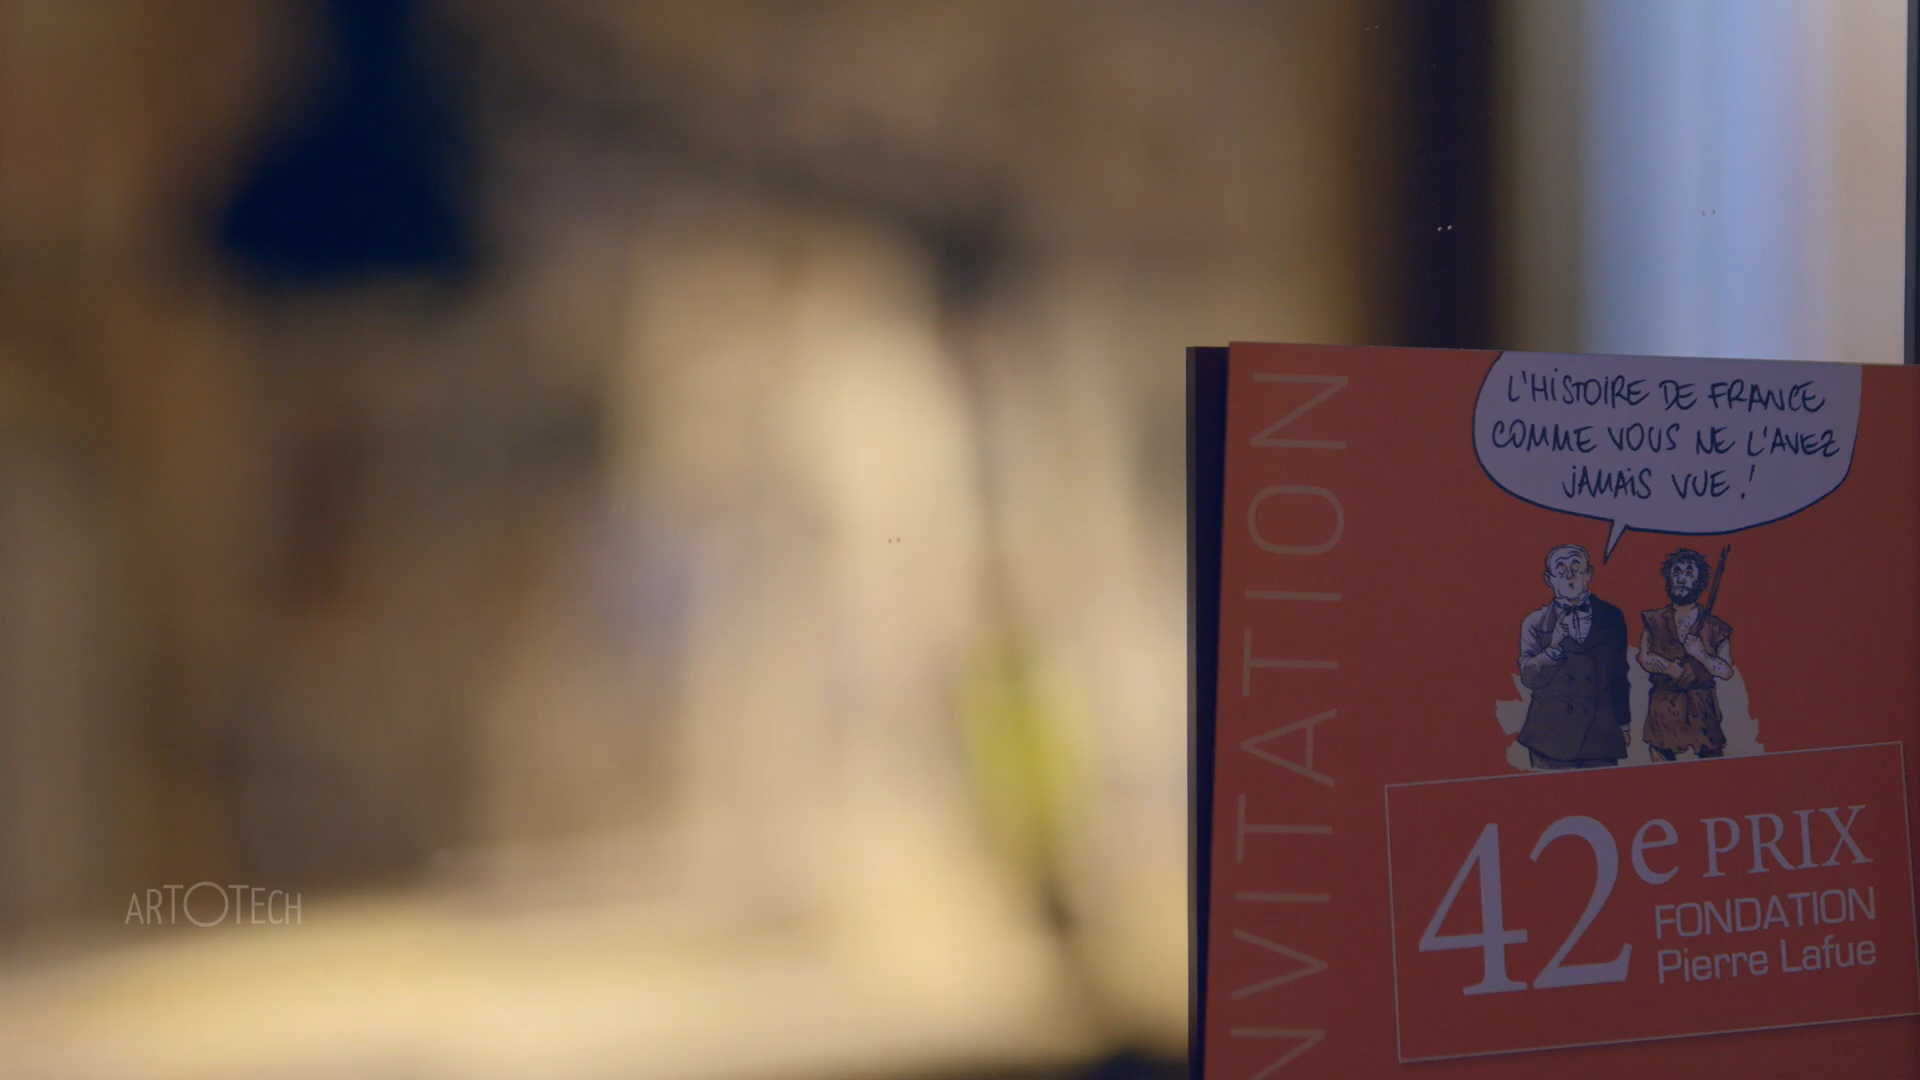 L'HISTOIRE DE FRANCE
COMME VOUS NE L'AVEZ
JAMAIS VUE!
NVITATION
42e PRIX
FONDATION
Pierre Lafue
ARTOTECH